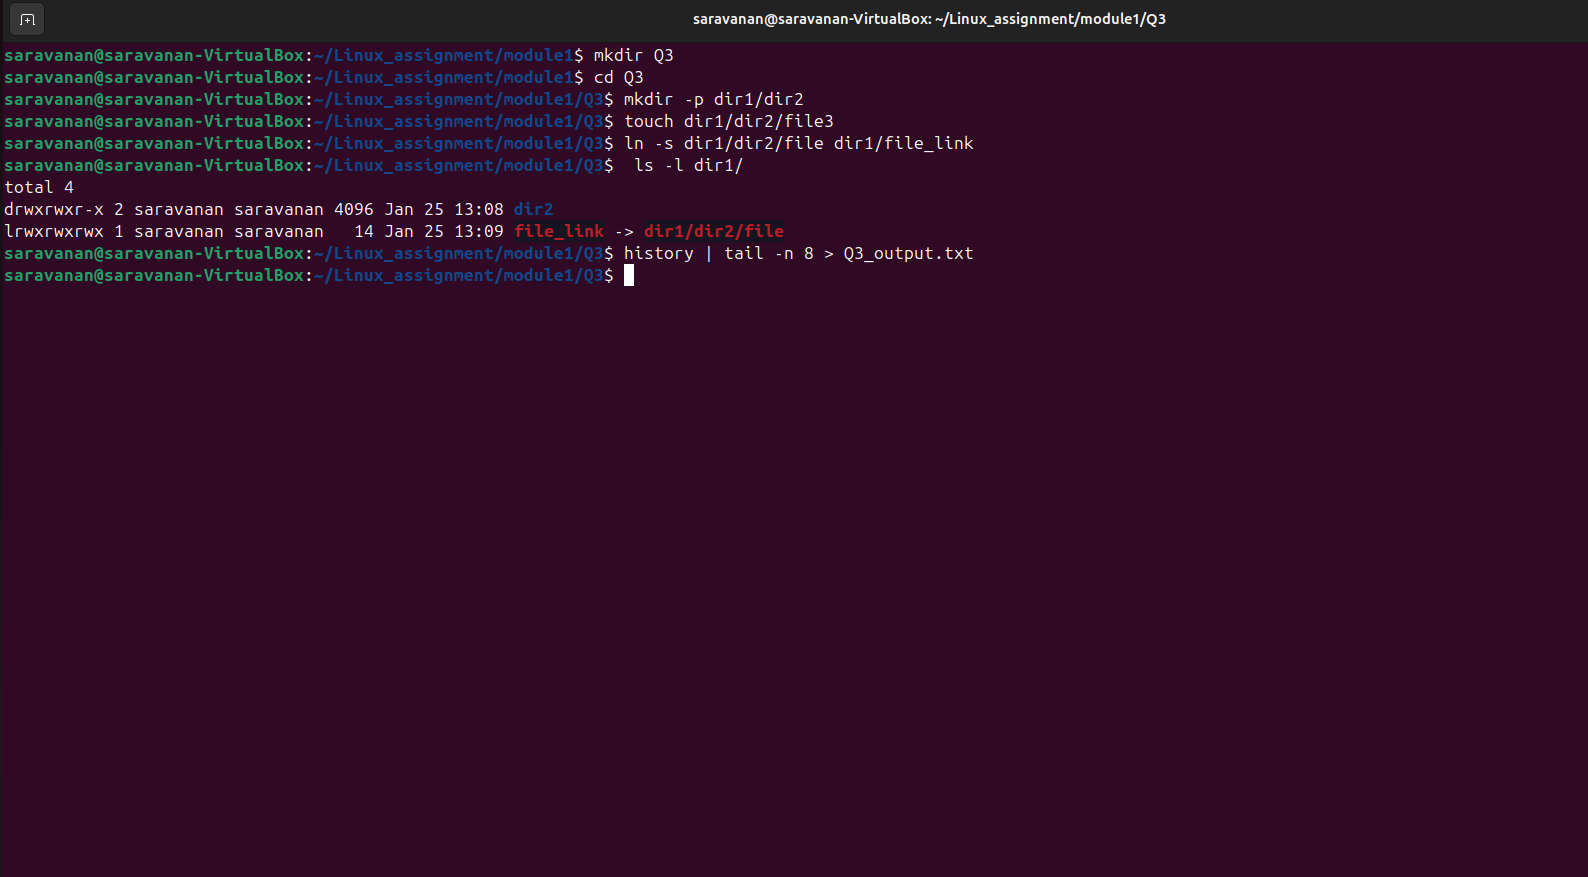 saravanan@saravanan-VirtualBox: ~/Linux_assignment/module1/Q3
saravanan@saravanan-VirtualBox:~/Linux_assignment/module1$ mkdir Q3
saravanan@saravanan-VirtualBox:~/Linux_assignment/module1$ cd Q3
saravanan@saravanan-VirtualBox:~/Linux_assignment/module1/Q3$ mkdir -p dir1/dir2
saravanan@saravanan-VirtualBox:~/Linux_assignment/module1/Q3$ touch dir1/dir2/file3
saravanan@saravanan-VirtualBox:~/Linux_assignment/module1/Q3$ ln -s dir1/dir2/file dir1/file_link
saravanan@saravanan-VirtualBox:~/Linux_assignment/module1/Q3$  ls -l dir1/
total 4
drwxrwxr-x 2 saravanan saravanan 4096 Jan 25 13:08 dir2
lrwxrwxrwx 1 saravanan saravanan   14 Jan 25 13:09 file_link -> dir1/dir2/file
saravanan@saravanan-VirtualBox:~/Linux_assignment/module1/Q3$ history | tail -n 8 > Q3_output.txt
saravanan@saravanan-VirtualBox:~/Linux_assignment/module1/Q3$